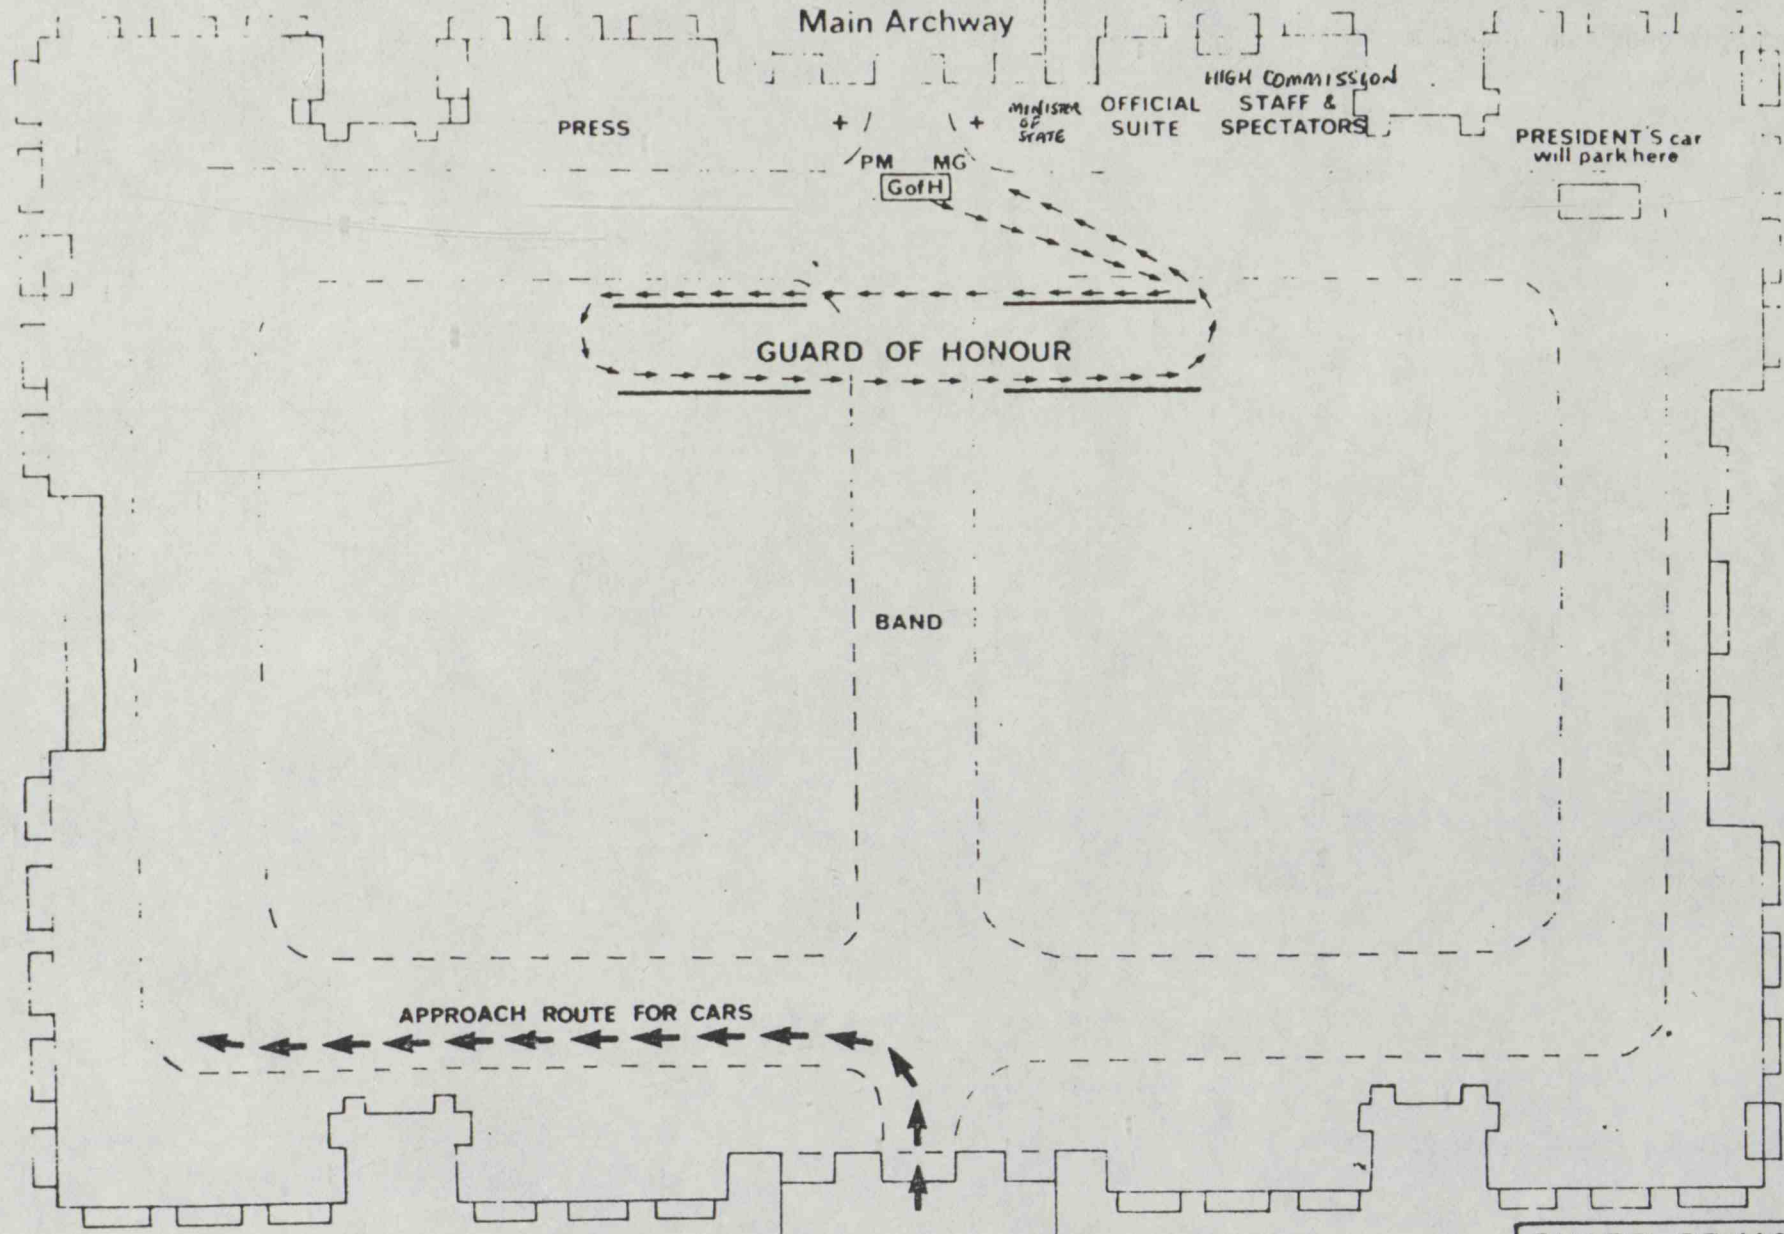 Main Archway
PRESS
+
+
MINISTER
OF
STATE
OFFICIAL
SUITE
HIGH COMMISSION
STAFF &
SPECTATORS
PRESIDENT'S car
will park here
PM MG
GofH
GUARD OF HONOUR
BAND
APPROACH ROUTE FOR CARS